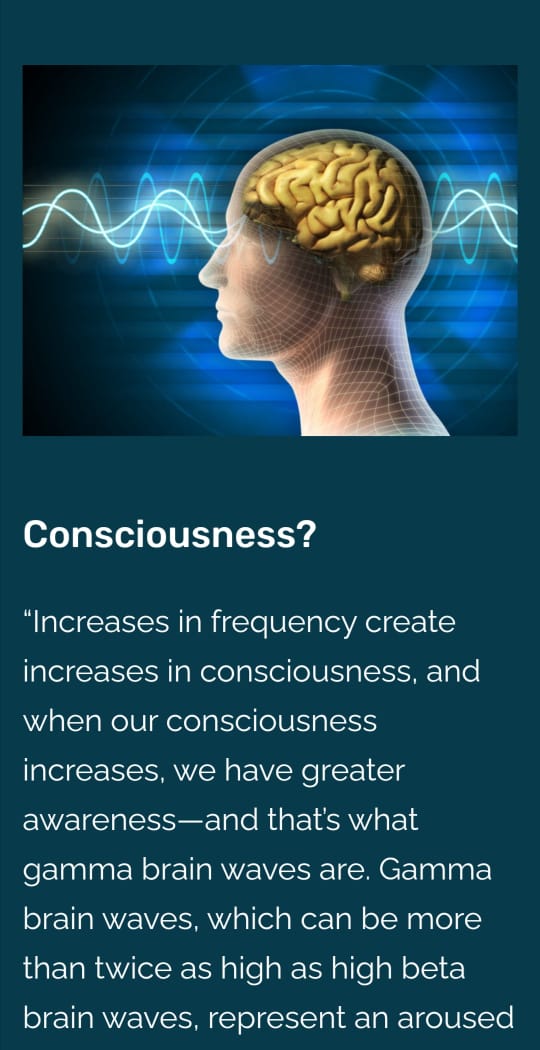 Consciousness?
“Increases in frequency create
increases in consciousness, and
when our consciousness
increases, we have greater
awareness—and that’s what
gamma brain waves are. Gamma
brain waves, which can be more
than twice as high as high beta
brain waves, represent an aroused